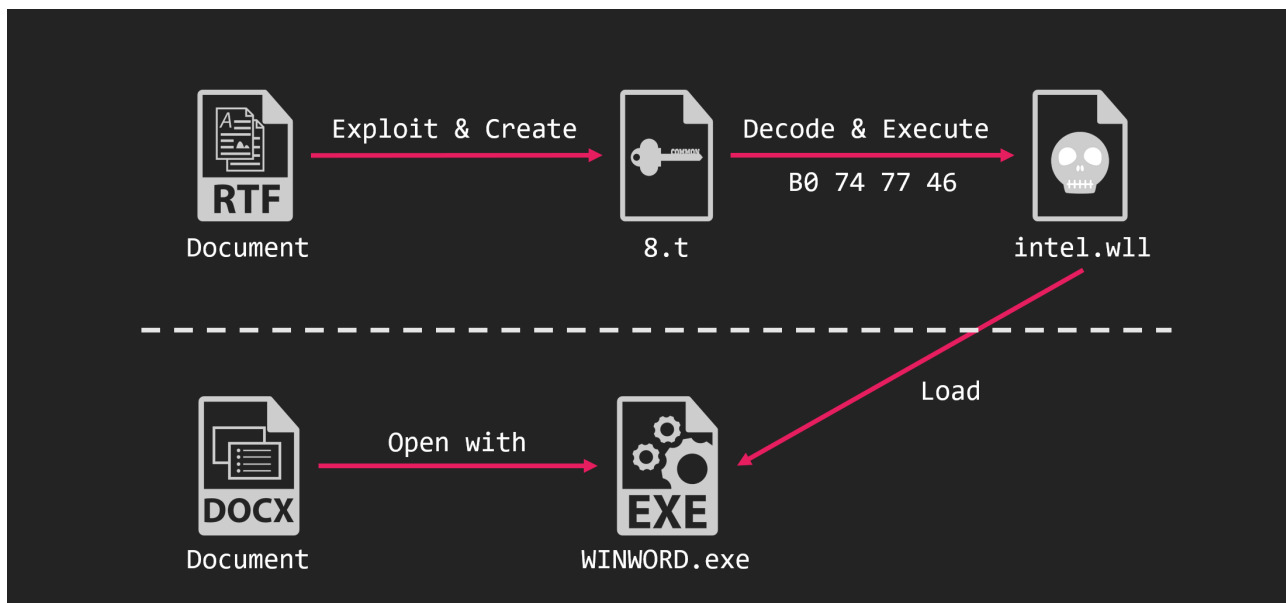 Exploit & Create
Decode & Execute
COMMON
B0 74 77 46
RTF
Document
8.t
intel.wll
Load
Open with
DOCX
EXE
Document
WINWORD.exe